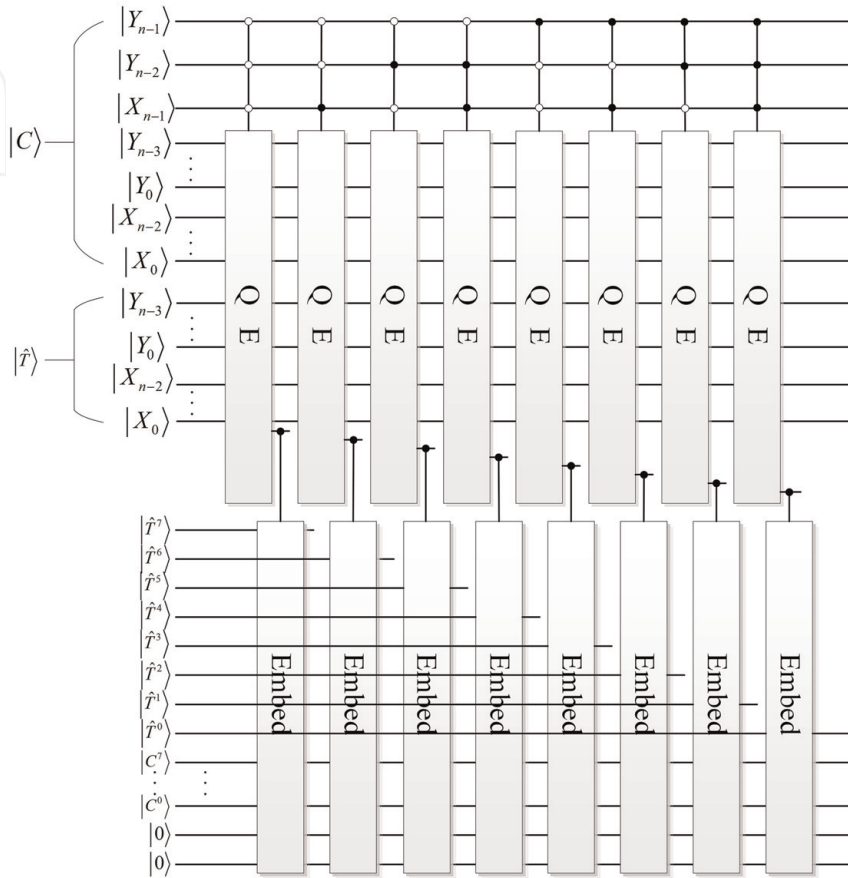 |Y_{n-1}⟩
|Y_{n-2}⟩
|X_{n-1}⟩
|C⟩
|Y_{n-3}⟩
⋮
|Y_0⟩
|X_{n-2}⟩
⋮
|X_0⟩
|T̂⟩
|Y_{n-3}⟩
⋮
|Y_0⟩
|X_{n-2}⟩
⋮
|X_0⟩
Q E
Q E
Q E
Q E
Q E
Q E
Q E
Q E
|T̂^7⟩
|T̂^6⟩
|T̂^5⟩
|T̂^4⟩
|T̂^3⟩
|T̂^2⟩
|T̂^1⟩
|T̂^0⟩
|C^7⟩
⋮ ⋮
|C^0⟩
|0⟩
|0⟩
Embed
Embed
Embed
Embed
Embed
Embed
Embed
Embed